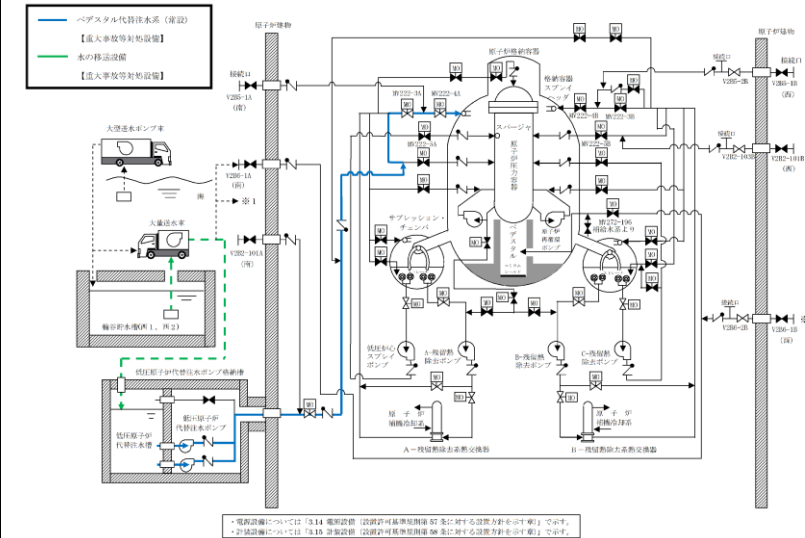 ペデスタル代替注水系(常設)
【重大事故等対処設備】
水の移送設備
【重大事故等対処設備】
原子炉建物
原子炉建物
接続口
V2B5-1A
(南)
大型送水ポンプ車
海
V2B6-1A
(南)
※1
大量送水車
V2B2-101A
(南)
輪谷貯水槽(西1,西2)
低圧原子炉代替注水ポンプ格納槽
低圧原子炉
代替注水槽
低圧原子炉
代替注水ポンプ
原子炉格納容器
MV222-3A
MV222-4A
格納容器
スプレイ
ヘッダ
MV222-4B
MV222-3B
MV222-5A
スパージャ
MV222-5B
原子炉圧力容器
サプレッション・
チェンバ
ペデスタル
原子炉
再循環
ポンプ
MV272-196
補給水系より
低圧炉心
スプレイポ
ンプ
A-残留熱
除去ポンプ
B-残留熱
除去ポンプ
C-残留熱
除去ポンプ
原子炉
補機冷却系
原子炉
補機冷却系
A-残留熱除去系熱交換器
B-残留熱除去系熱交換器
接続口
V2B5-2B
接続口
V2B5-1B
(西)
接続口
V2B2-103B
V2B2-101B
(西)
接続口
V2B6-2B
V2B6-1B
(西)
MO
・電源設備については「3.14 電源設備(設置許可基準規則第57条に対する設置方針を示す章)」で示す。
・計装設備については「3.15 計装設備(設置許可基準規則第58条に対する設置方針を示す章)」で示す。